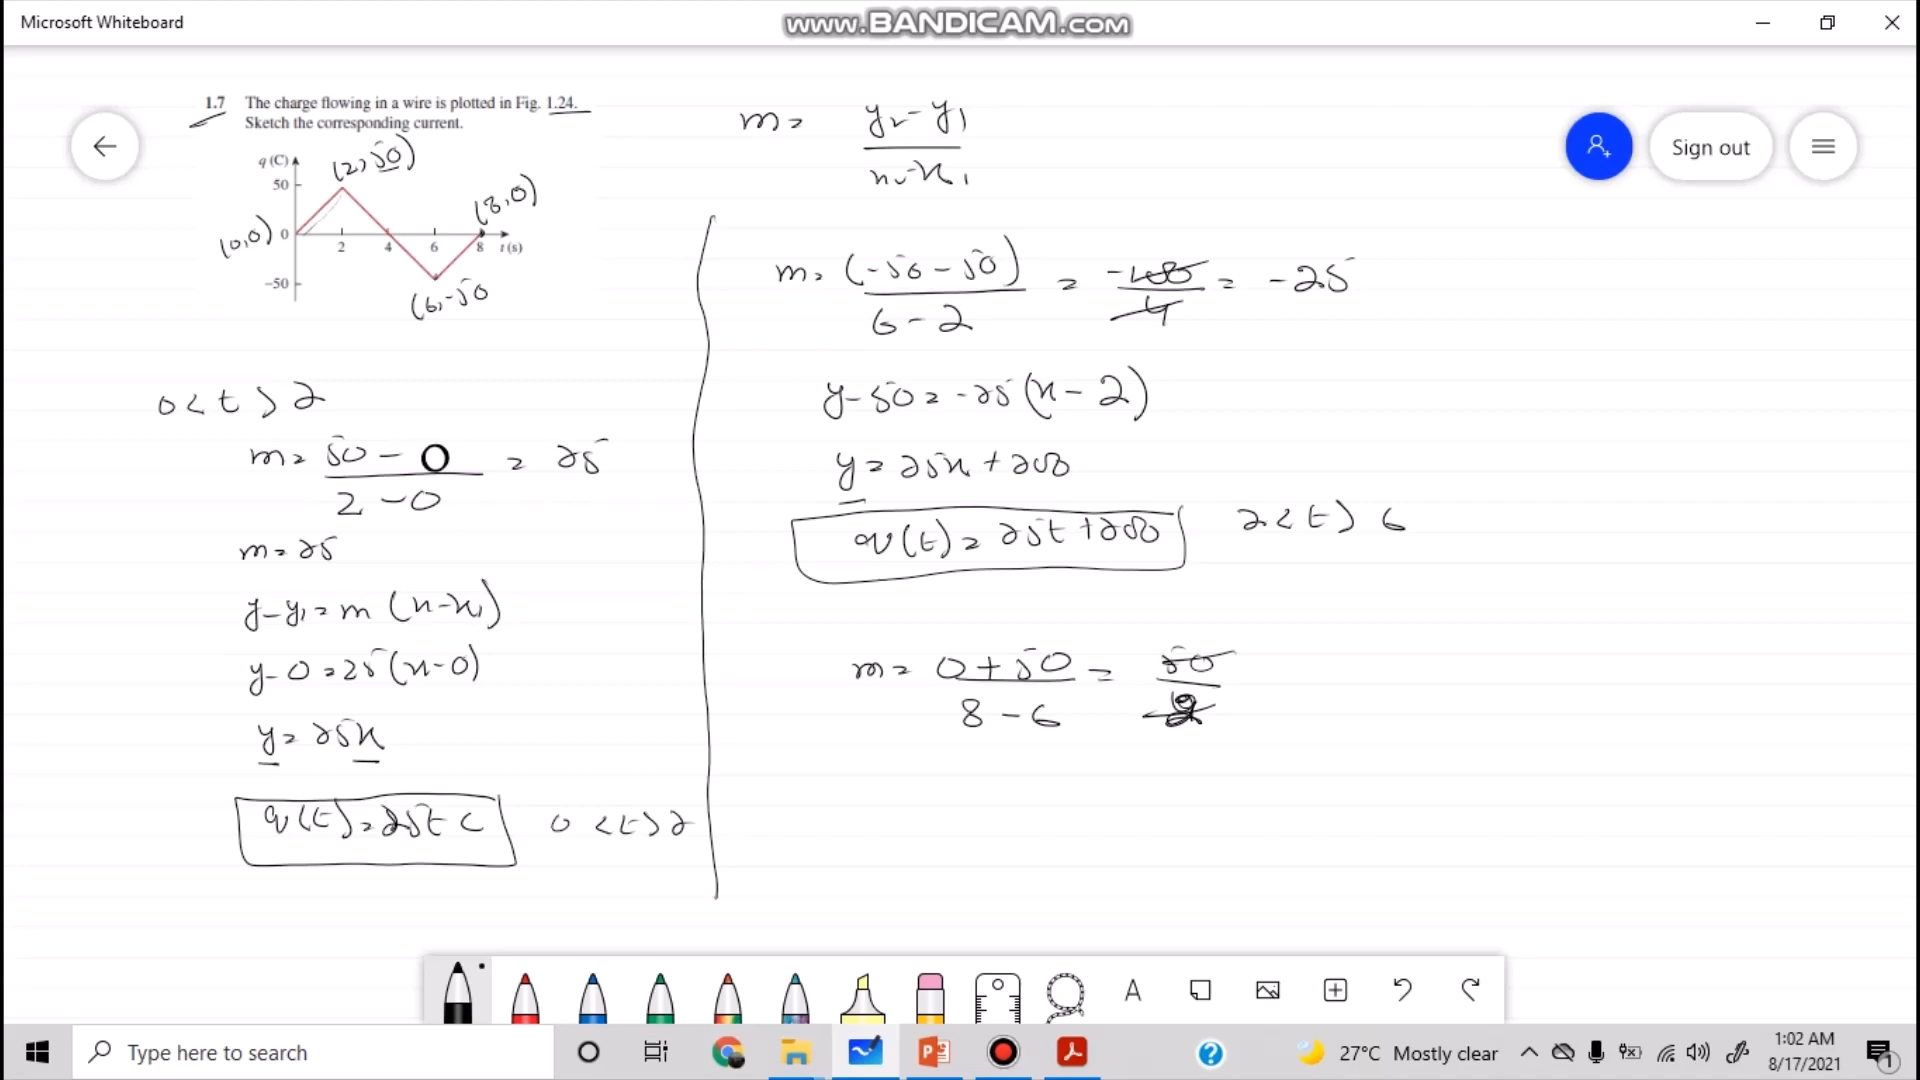 Microsoft Whiteboard
www.BANDICAM.com
1.7 The charge flowing in a wire is plotted in Fig. 1.24.
Sketch the corresponding current.
q (C)
(2,50)
50
(8,0)
(0,0) 0
2 4 6 8 t (s)
-50
(6,-50
0 < t > 2
m = 50 - 0 / 2 - 0 = 25
m = 25
y - y1 = m (x - x1)
y - 0 = 25 (x - 0)
y = 25x
q(t) = 25t C 0 < t > 2
m = y2 - y1 / x2 - x1
m = (-50 - 50) / 6 - 2 = -100 / 4 = -25
y - 50 = -25 (x - 2)
y = 25x + 200
q(t) = 25t + 200 2 < t > 6
m = 0 + 50 / 8 - 6 = 50 / 2
Sign out
A
Type here to search
27°C Mostly clear
1:02 AM
8/17/2021
1